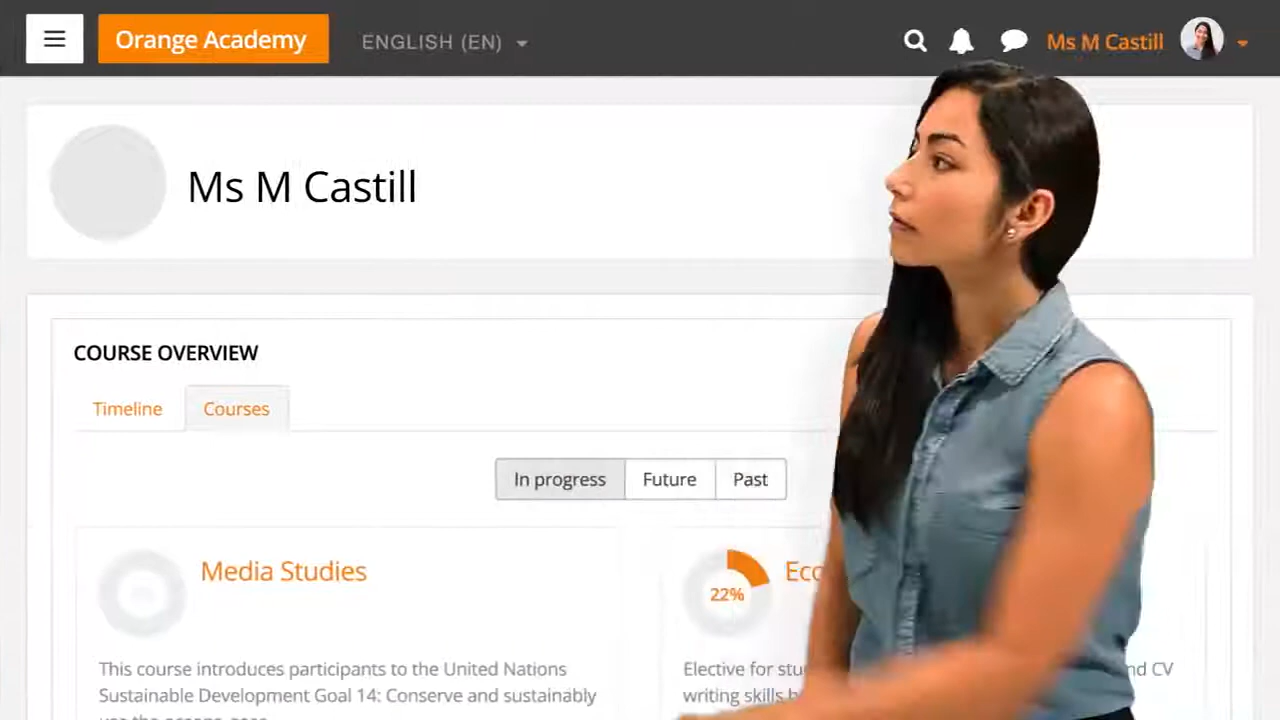 Orange Academy
ENGLISH (EN)
Ms M Castill
Ms M Castill
COURSE OVERVIEW
Timeline
Courses
In progress
Future
Past
Media Studies
22%
This course introduces participants to the United Nations
Sustainable Development Goal 14: Conserve and sustainably
Elective for
and CV
writing skills